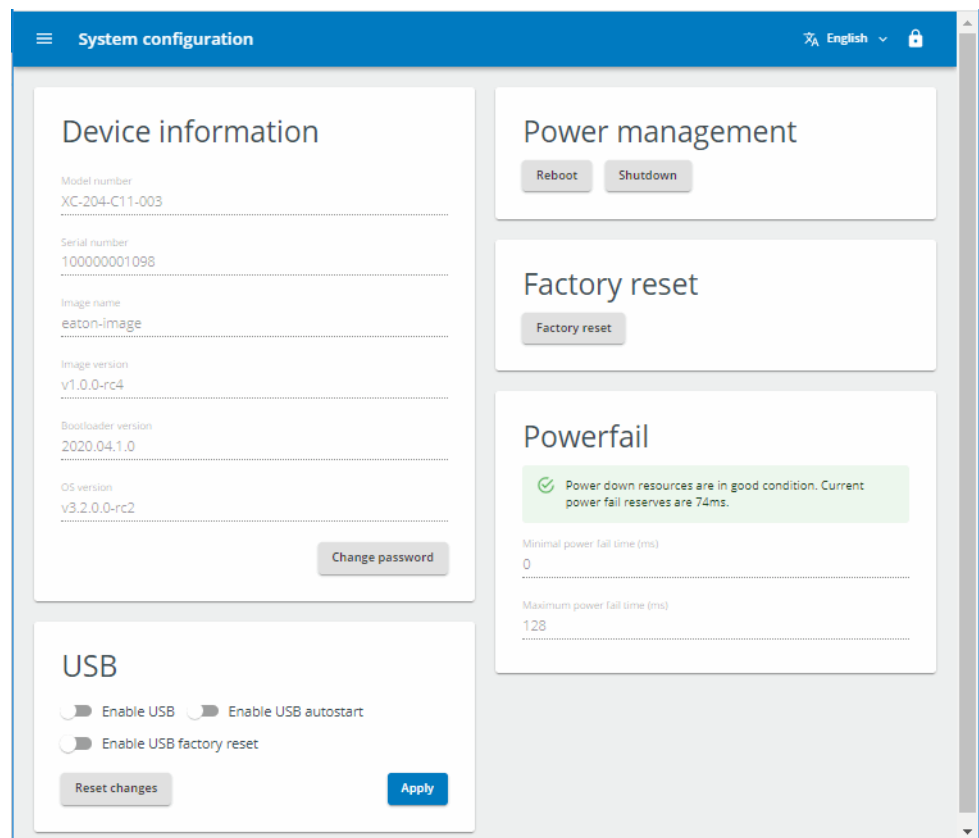 System configuration
English
Device information
Model number
XC-204-C11-003
Serial number
100000001098
Image name
eaton-image
Image version
v1.0.0-rc4
Bootloader version
2020.04.1.0
OS version
v3.2.0.0-rc2
Change password
USB
Enable USB Enable USB autostart
Enable USB factory reset
Reset changes Apply
Power management
Reboot Shutdown
Factory reset
Factory reset
Powerfail
Power down resources are in good condition. Current
power fail reserves are 74ms.
Minimal power fail time (ms)
0
Maximum power fail time (ms)
128